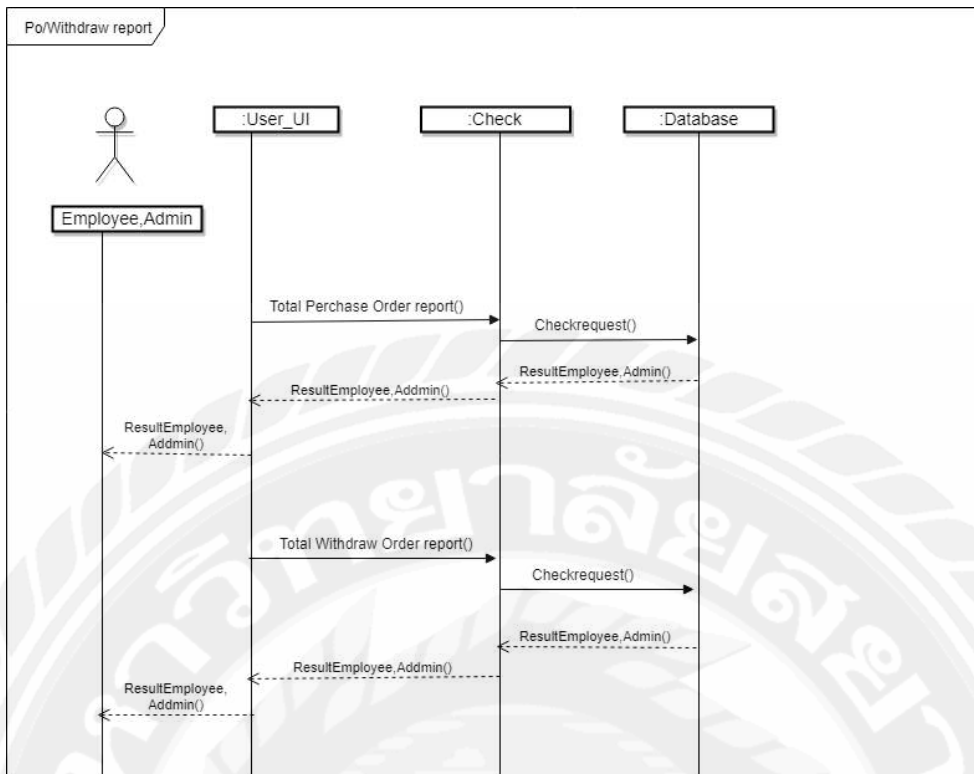 Po/Withdraw report
:User_UI
:Check
:Database
Employee,Admin
Total Perchase Order report()
Checkrequest()
ResultEmployee,Admin()
ResultEmployee,Addmin()
ResultEmployee,
Addmin()
Total Withdraw Order report()
Checkrequest()
ResultEmployee,Admin()
ResultEmployee,Addmin()
ResultEmployee,
Addmin()